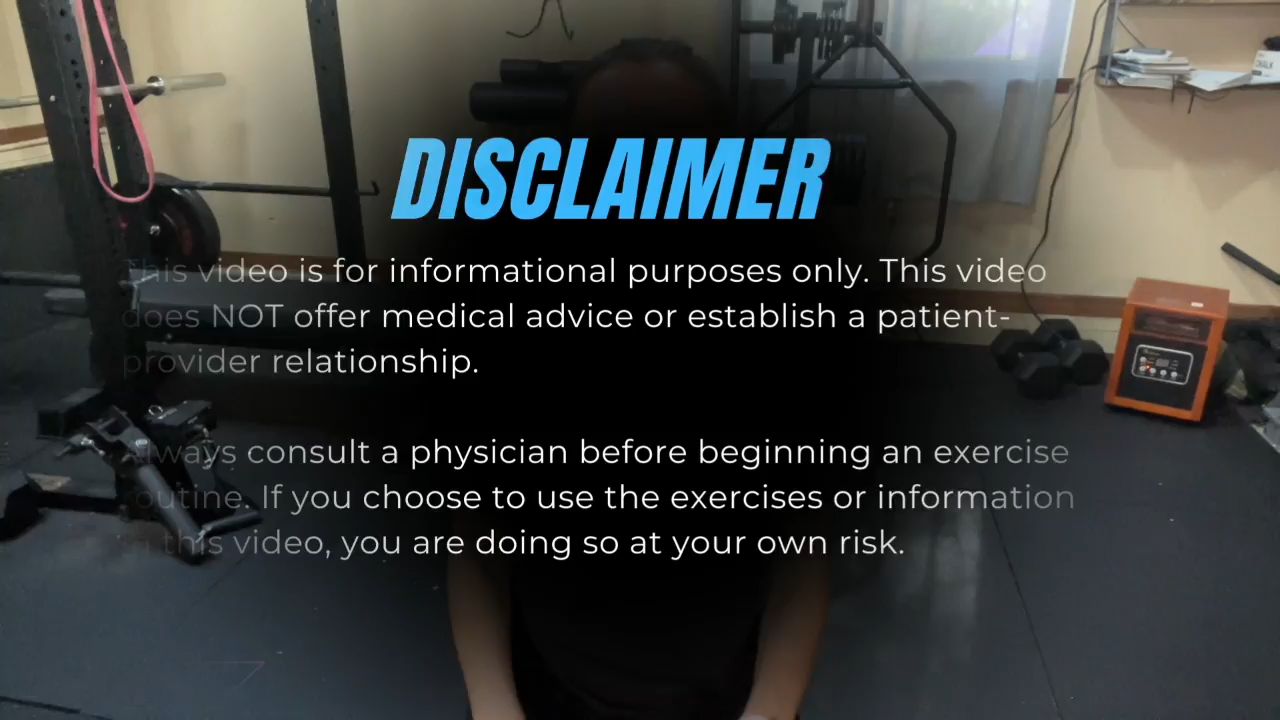 DISCLAIMER
This video is for informational purposes only. This video
does NOT offer medical advice or establish a patient-
provider relationship.
Always consult a physician before beginning an exercise
routine. If you choose to use the exercises or information
in this video, you are doing so at your own risk.
CHALK